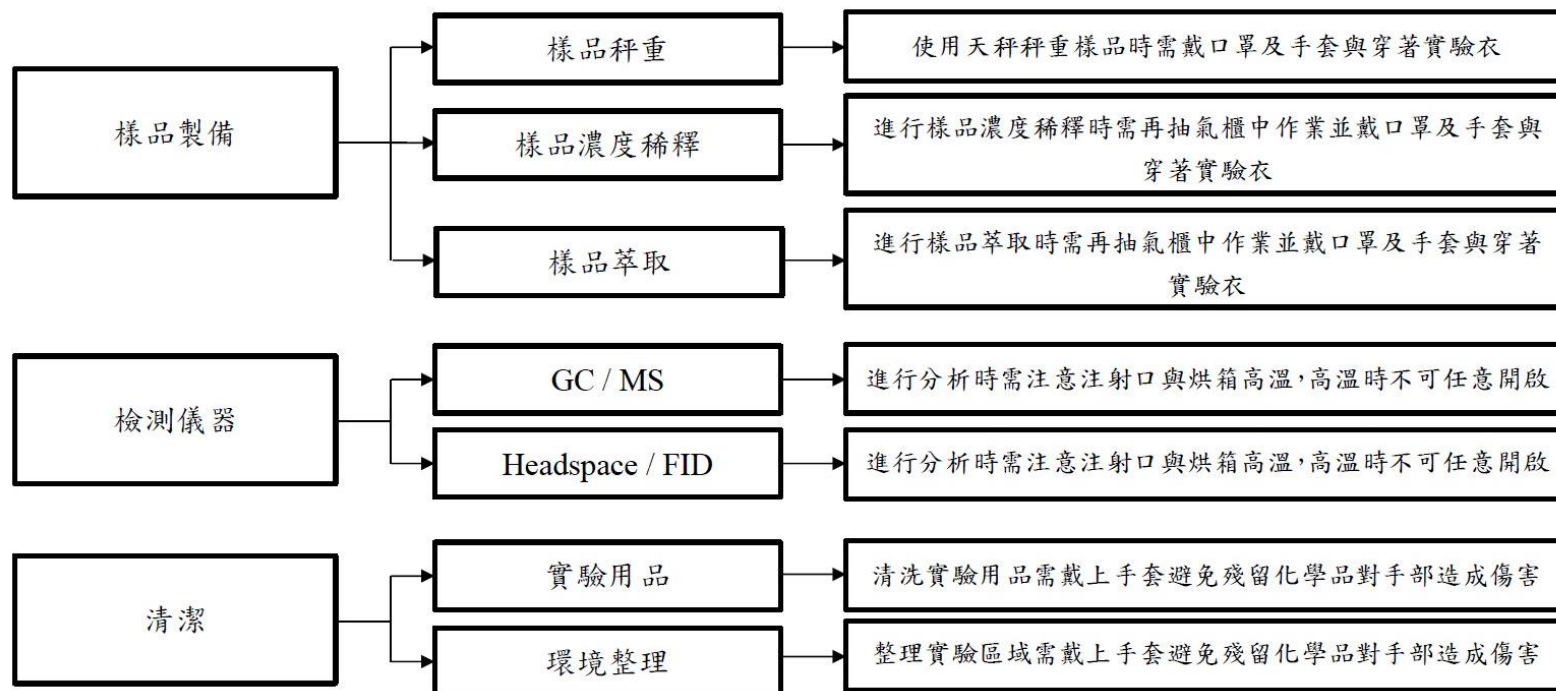 樣品製備
樣品秤重
使用天秤秤重樣品時需戴口罩及手套與穿著實驗衣
樣品濃度稀釋
進行樣品濃度稀釋時需再抽氣櫃中作業並戴口罩及手套與
穿著實驗衣
樣品萃取
進行樣品萃取時需再抽氣櫃中作業並戴口罩及手套與穿著
實驗衣
檢測儀器
GC / MS
進行分析時需注意注射口與烘箱高溫,高溫時不可任意開啟
Headspace / FID
進行分析時需注意注射口與烘箱高溫,高溫時不可任意開啟
清潔
實驗用品
清洗實驗用品需戴上手套避免殘留化學品對手部造成傷害
環境整理
整理實驗區域需戴上手套避免殘留化學品對手部造成傷害